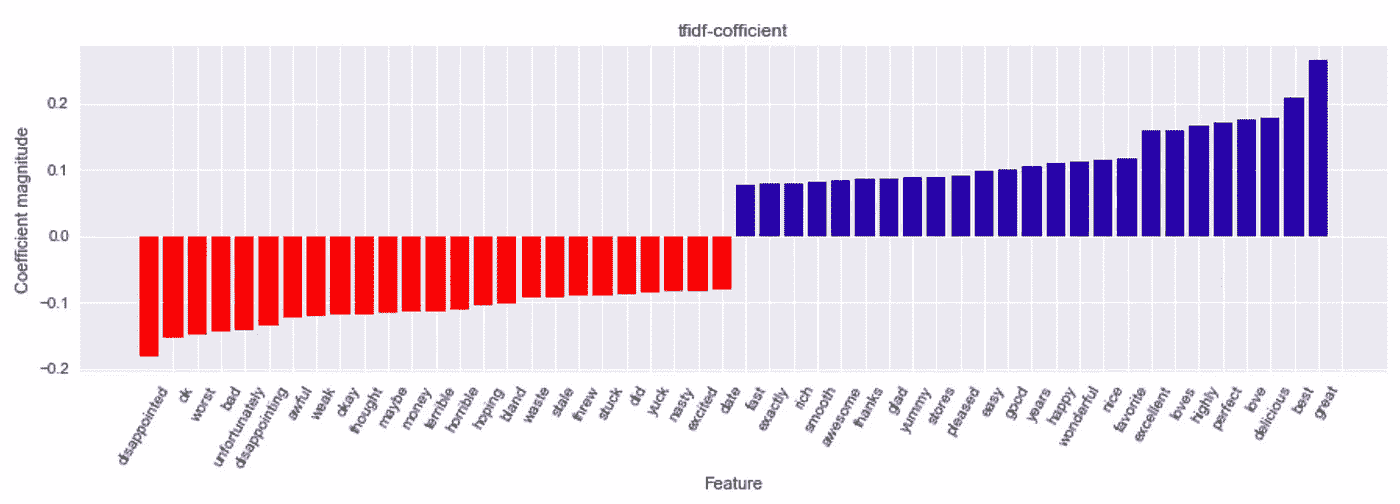 tfidf-cofficient
Coefficient magnitude
0.2
0.1
0.0
−0.1
−0.2
disappointed
ok
worst
bad
unfortunately
disappointing
awful
weak
okay
thought
maybe
money
terrible
horrible
hoping
bland
waste
stale
threw
stuck
did
yuck
nasty
excited
date
fast
exactly
rich
smooth
awesome
thanks
glad
yummy
stores
pleased
easy
good
years
happy
wonderful
nice
favorite
excellent
loves
highly
perfect
love
delicious
best
great
Feature